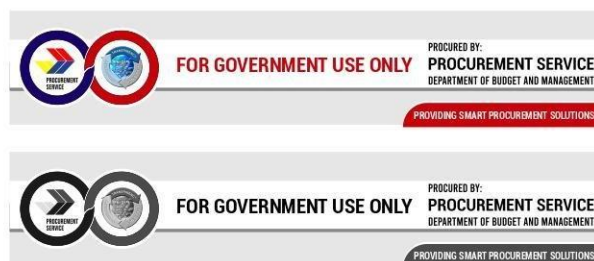 PROCUREMENT
SERVICE
FOR GOVERNMENT USE ONLY
PROCURED BY:
PROCUREMENT SERVICE
DEPARTMENT OF BUDGET AND MANAGEMENT
PROVIDING SMART PROCUREMENT SOLUTIONS
PROCUREMENT
SERVICE
FOR GOVERNMENT USE ONLY
PROCURED BY:
PROCUREMENT SERVICE
DEPARTMENT OF BUDGET AND MANAGEMENT
PROVIDING SMART PROCUREMENT SOLUTIONS